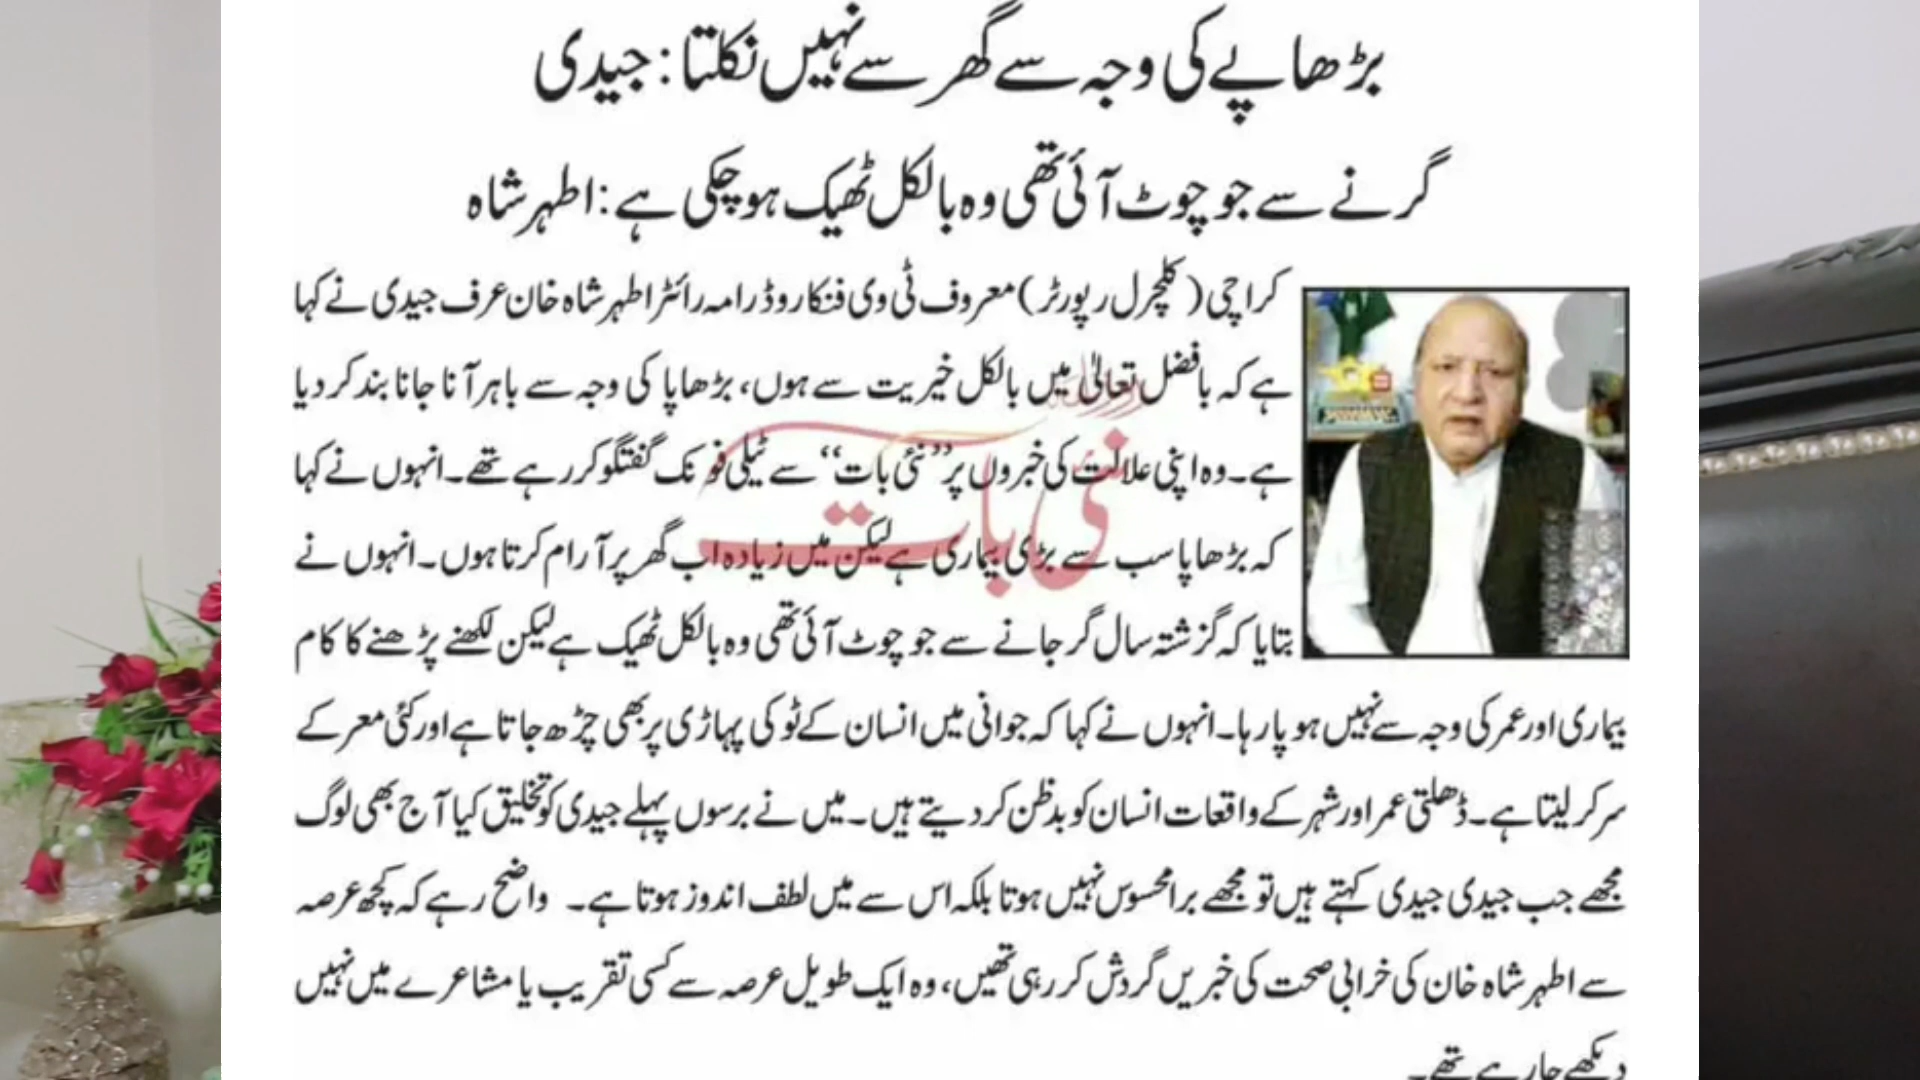 بڑھاپے کی وجہ سے گھر سے نہیں نکلتا: جیدی
گرنے سے جو چوٹ آئی تھی وہ بالکل ٹھیک ہو چکی ہے: اطہر شاہ
کراچی (کلچرل رپورٹر) معروف ٹی وی فنکار و ڈرامہ رائٹر اطہر شاہ خان عرف جیدی نے کہا
ہے کہ بافضل تعالیٰ میں بالکل خیریت سے ہوں، بڑھاپا کی وجہ سے باہر آنا جانا بند کر دیا
ہے۔ وہ اپنی علالت کی خبروں پر ”نئی بات“ سے ٹیلی فونک گفتگو کر رہے تھے۔ انہوں نے کہا
کہ بڑھاپا سب سے بڑی بیماری ہے لیکن میں زیادہ اب گھر پر آرام کرتا ہوں۔ انہوں نے
بتایا کہ گزشتہ سال گر جانے سے جو چوٹ آئی تھی وہ بالکل ٹھیک ہے لیکن لکھنے پڑھنے کا کام
بیماری اور عمر کی وجہ سے نہیں ہو پا رہا۔ انہوں نے کہا کہ جوانی میں انسان کے ٹو کی پہاڑی پر بھی چڑھ جاتا ہے اور کئی معرکے
سر کر لیتا ہے۔ ڈھلتی عمر اور شہر کے واقعات انسان کو بدظن کر دیتے ہیں۔ میں نے برسوں پہلے جیدی کو تخلیق کیا آج بھی لوگ
مجھے جب جیدی جیدی کہتے ہیں تو مجھے برا محسوس نہیں ہوتا بلکہ اس سے میں لطف اندوز ہوتا ہے۔ واضح رہے کہ کچھ عرصہ
سے اطہر شاہ خان کی خرابی صحت کی خبریں گردش کر رہی تھیں، وہ ایک طویل عرصہ سے کسی تقریب یا مشاعرے میں نہیں
دیکھے جا رہے تھے۔
نئی بات